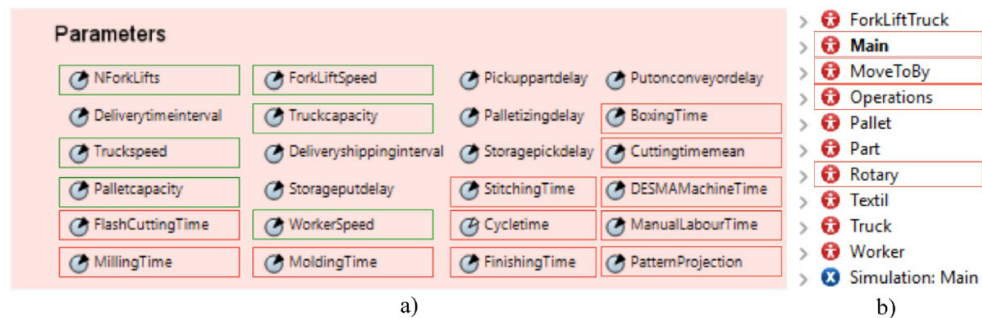 Parameters
NForkLifts ForkLiftSpeed Pickuppartdelay Putonconveyordelay
Deliverytimeinterval Truckcapacity Palletizingdelay BoxingTime
Truckspeed Deliveryshippinginterval Storagepickdelay Cuttingtimemean
Palletcapacity Storageputdelay StitchingTime DESMAMachineTime
FlashCuttingTime WorkerSpeed Cycletime ManualLabourTime
MillingTime MoldingTime FinishingTime PatternProjection
a)
ForkLiftTruck
Main
MoveToBy
Operations
Pallet
Part
Rotary
Textil
Truck
Worker
Simulation: Main
b)